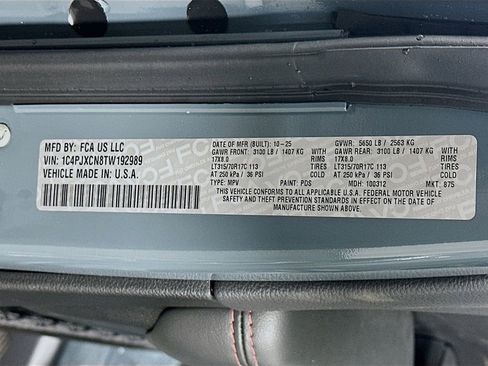 MFD BY: FCA US LLC
VIN: 1C4PJXCN8TW192989
VEHICLE MADE IN U.S.A.
DATE OF MFR (BUILT): 10-25 GVWR: 5650 LB / 2563 KG
GAWR FRONT: 3100 LB / 1407 KG GAWR REAR: 3100 LB / 1407 KG
17X8.0 TIRES 17X8.0 TIRES
LT315/70R17C 113 LT315/70R17C 113
AT 250 kPa / 36 PSI COLD AT 250 kPa / 36 PSI COLD
TYPE: MPV PAINT: PDS MDH: 100312 MKT: 875
THIS VEHICLE CONFORMS TO ALL APPLICABLE U.S.A. FEDERAL MOTOR VEHICLE
SAFETY AND THEFT PREVENTION STANDARDS IN EFFECT ON THE DATE OF
MANUFACTURE SHOWN ABOVE.